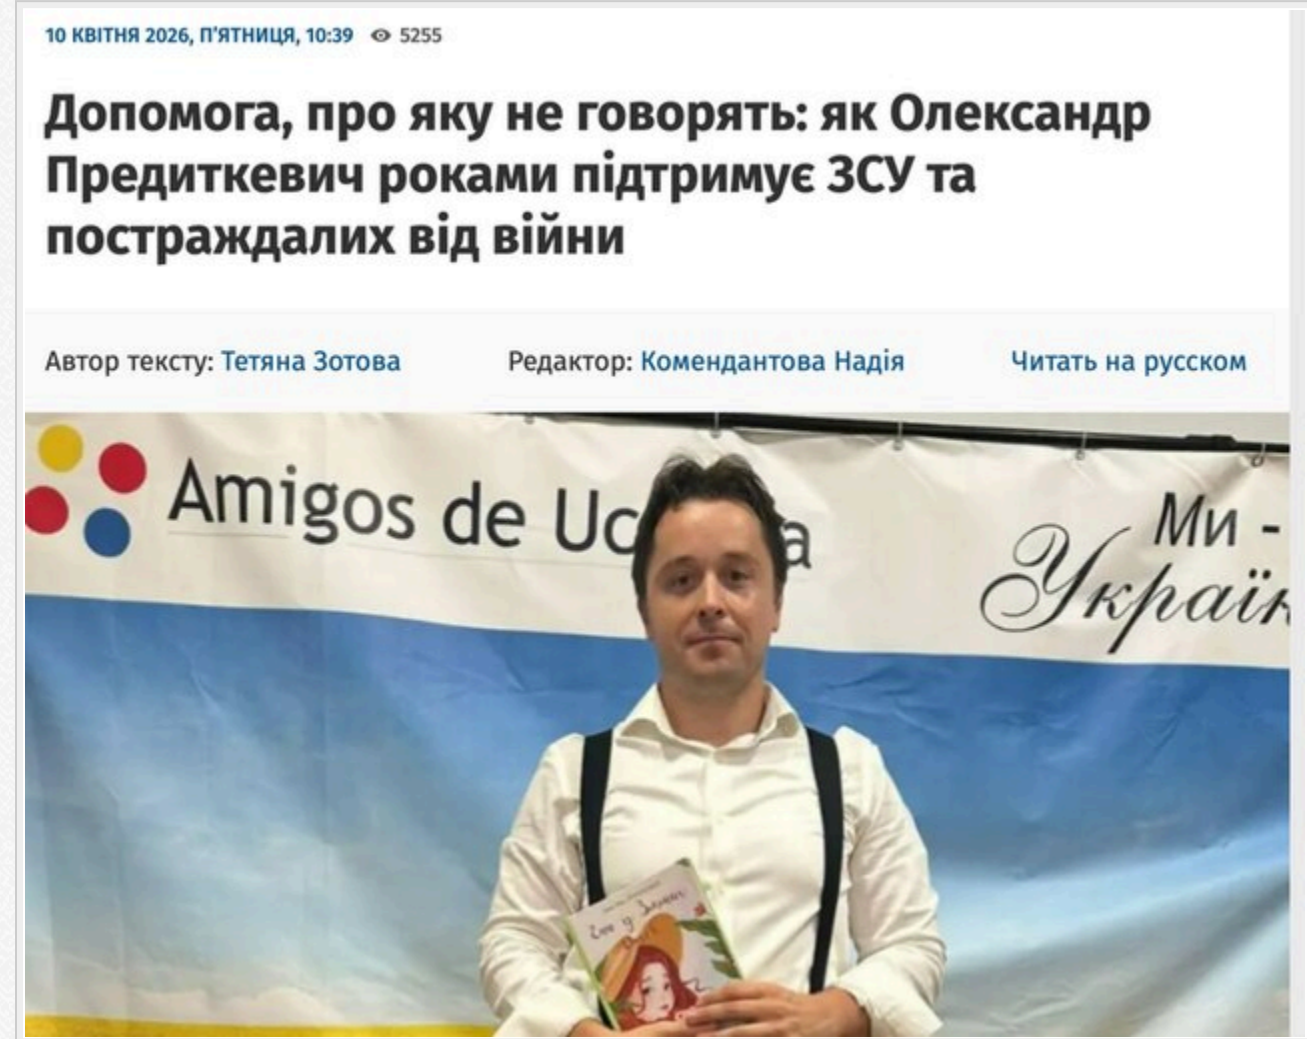 10 КВІТНЯ 2026, П'ЯТНИЦЯ, 10:39 5255
Допомога, про яку не говорять: як Олександр
Предиткевич роками підтримує ЗСУ та
постраждалих від війни
Автор тексту: Тетяна Зотова Редактор: Комендантова Надія Читать на русском
Amigos de Uc a
Ми -
Україн